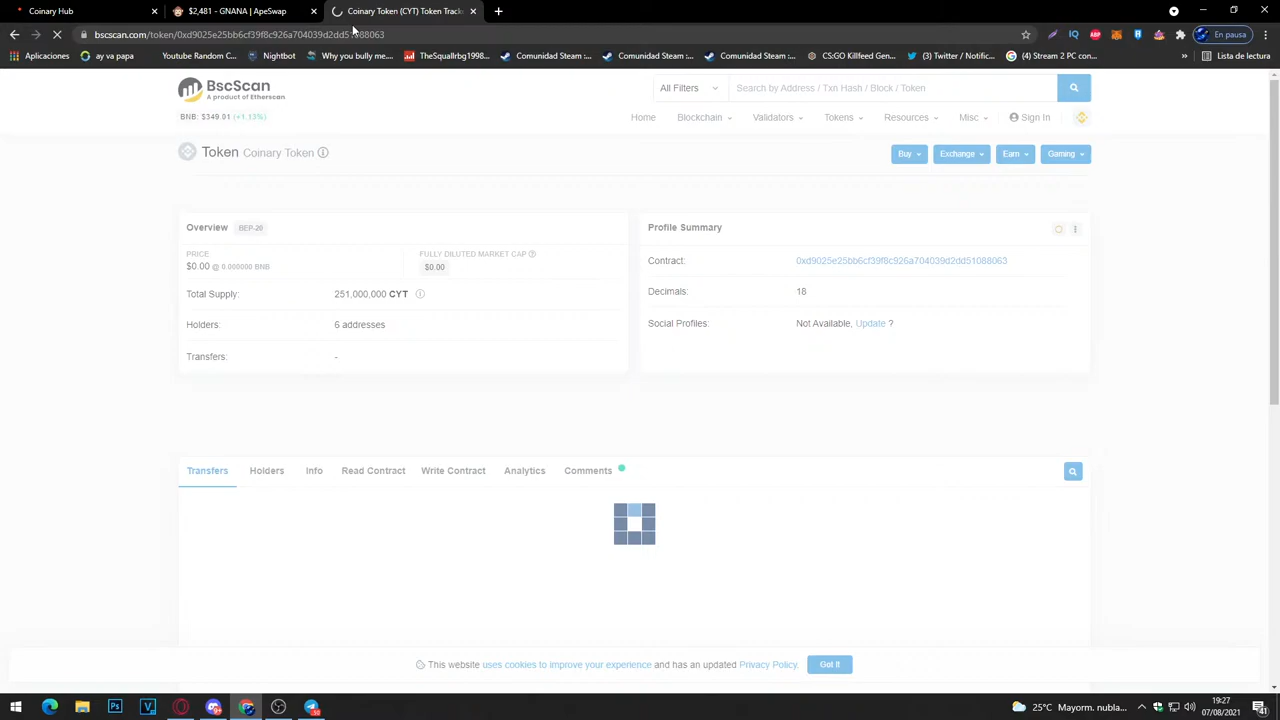 Coinary Hub
$2,481 | BANANA - ApeSwap
Coinary Token (CYT) Token Track
bscscan.com/token/0xd9025e25bb6cf39f8c926a704039d2dd51088063
En pausa
Aplicaciones
ay va papa
Youtube Random C...
Nightbot
Why you bully me....
TheSquallrbg1998...
Comunidad Steam :...
Comunidad Steam :...
Comunidad Steam :...
CS:GO Killfeed Gen...
(3) Twitter / Notific...
(4) Stream 2 PC con...
»
Lista de lectura
BscScan
A product of Etherscan
All Filters
Search by Address / Txn Hash / Block / Token
BNB: $349.01 (+1.13%)
Home
Blockchain
Validators
Tokens
Resources
Misc
Sign In
Token Coinary Token
Buy
Exchange
Earn
Gaming
Overview BEP-20
PRICE
$0.00 @ 0.000000 BNB
FULLY DILUTED MARKET CAP
$0.00
Total Supply: 251,000,000 CYT
Holders: 6 addresses
Transfers: -
Profile Summary
Contract: 0xd9025e25bb6cf39f8c926a704039d2dd51088063
Decimals: 18
Social Profiles: Not Available, Update ?
Transfers
Holders
Info
Read Contract
Write Contract
Analytics
Comments
This website uses cookies to improve your experience and has an updated Privacy Policy.
Got It
25°C Mayorm. nubla...
19:27
07/08/2021